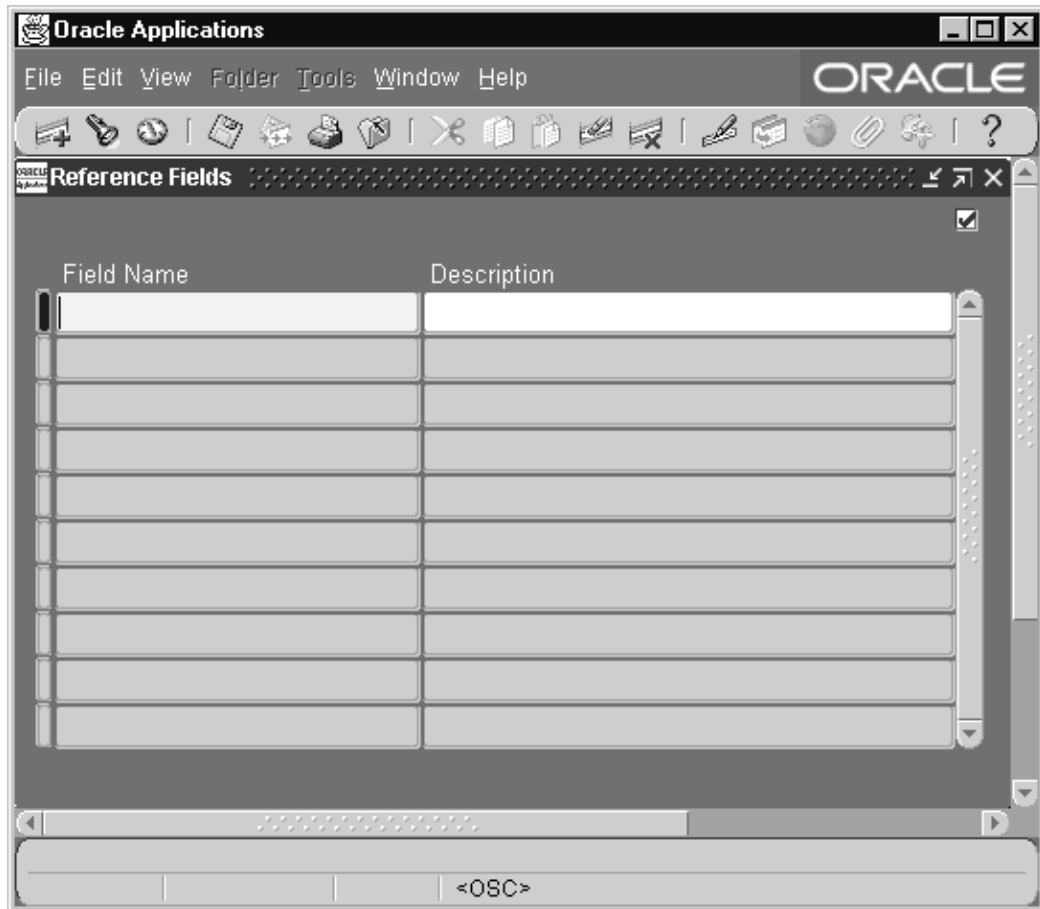 Oracle Applications
File Edit View Folder Tools Window Help ORACLE
Reference Fields
Field Name Description
<OSC>